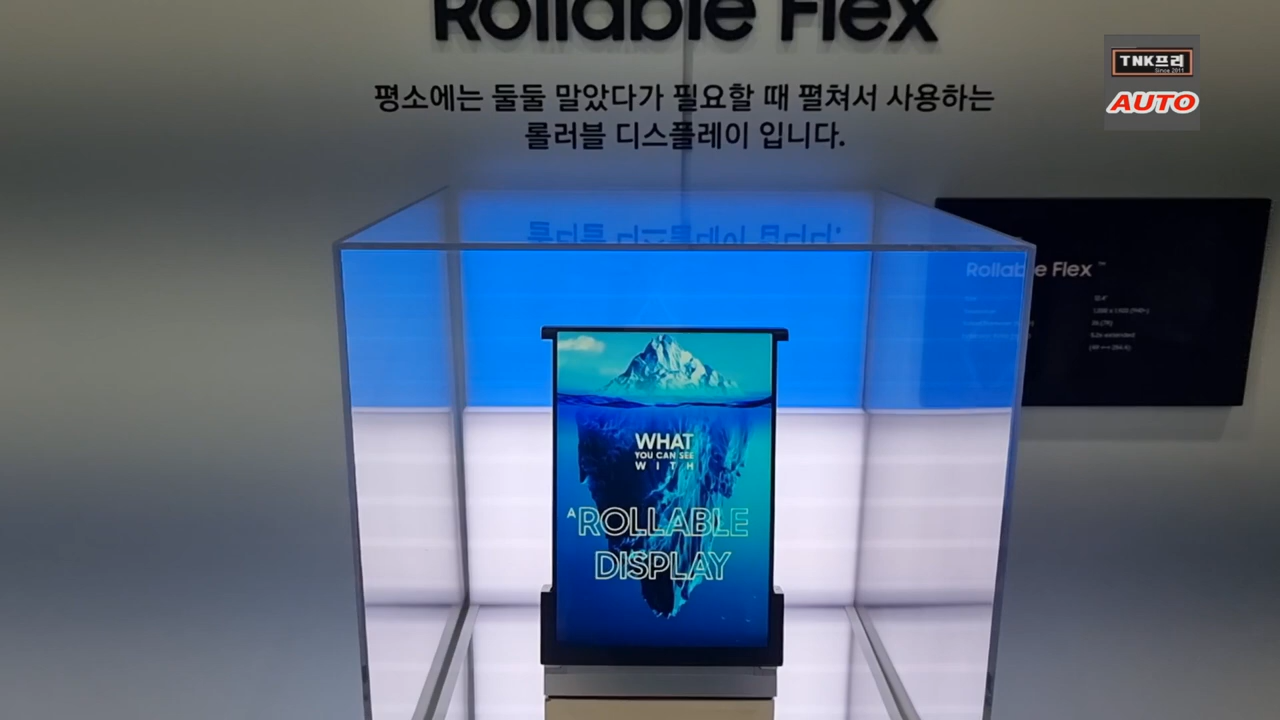 Rollable Flex
평소에는 둘둘 말았다가 필요할 때 펼쳐서 사용하는
롤러블 디스플레이 입니다.
TNK프리
Since 2011
AUTO
Rollable Flex™
WHAT
YOU CAN SEE
WITH
A ROLLABLE
DISPLAY